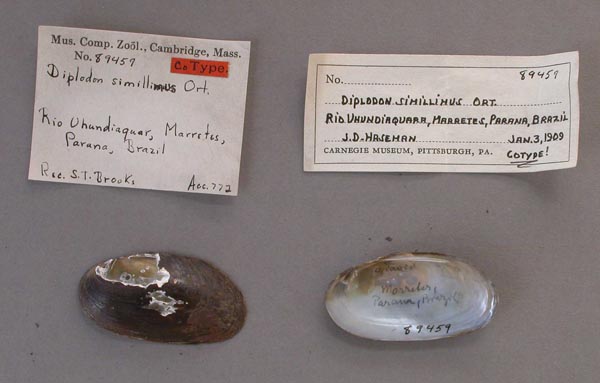 Mus. Comp. Zoöl., Cambridge, Mass.
No. 89457
Co Type.
Diplodon simillimus Ort.
Rio Uhundiaquar, Marretes,
Parana, Brazil
Rec. S.T. Brooks
Acc. 772
No.
89457
DIPLODON SIMILLIMUS ORT.
RIO UHUNDIAQUARA, MARRETES, PARANA, BRAZIL
J.D. HASEMAN
JAN. 3, 1909
CARNEGIE MUSEUM, PITTSBURGH, PA.
COTYPE!
Marretes,
Parana, Brazil
89459